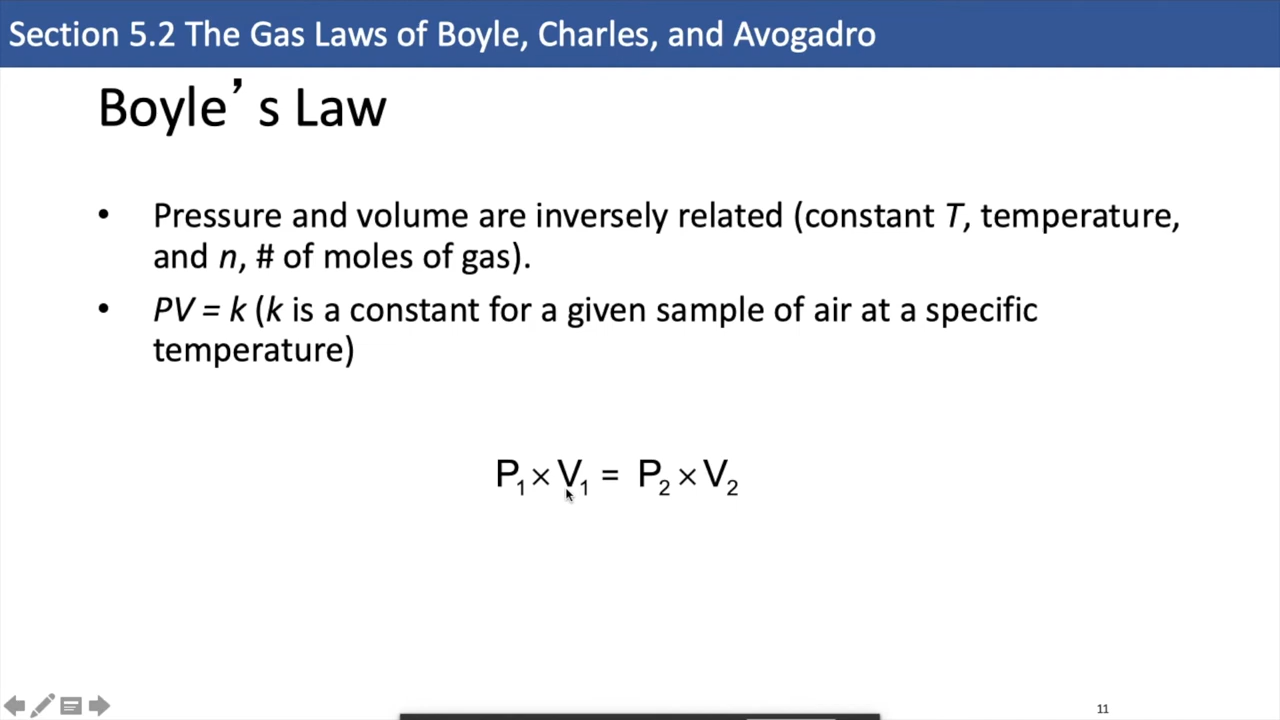 Section 5.2 The Gas Laws of Boyle, Charles, and Avogadro
Boyle’s Law
• Pressure and volume are inversely related (constant T, temperature,
and n, # of moles of gas).
• PV = k (k is a constant for a given sample of air at a specific
temperature)
P₁ × V₁ = P₂ × V₂
11